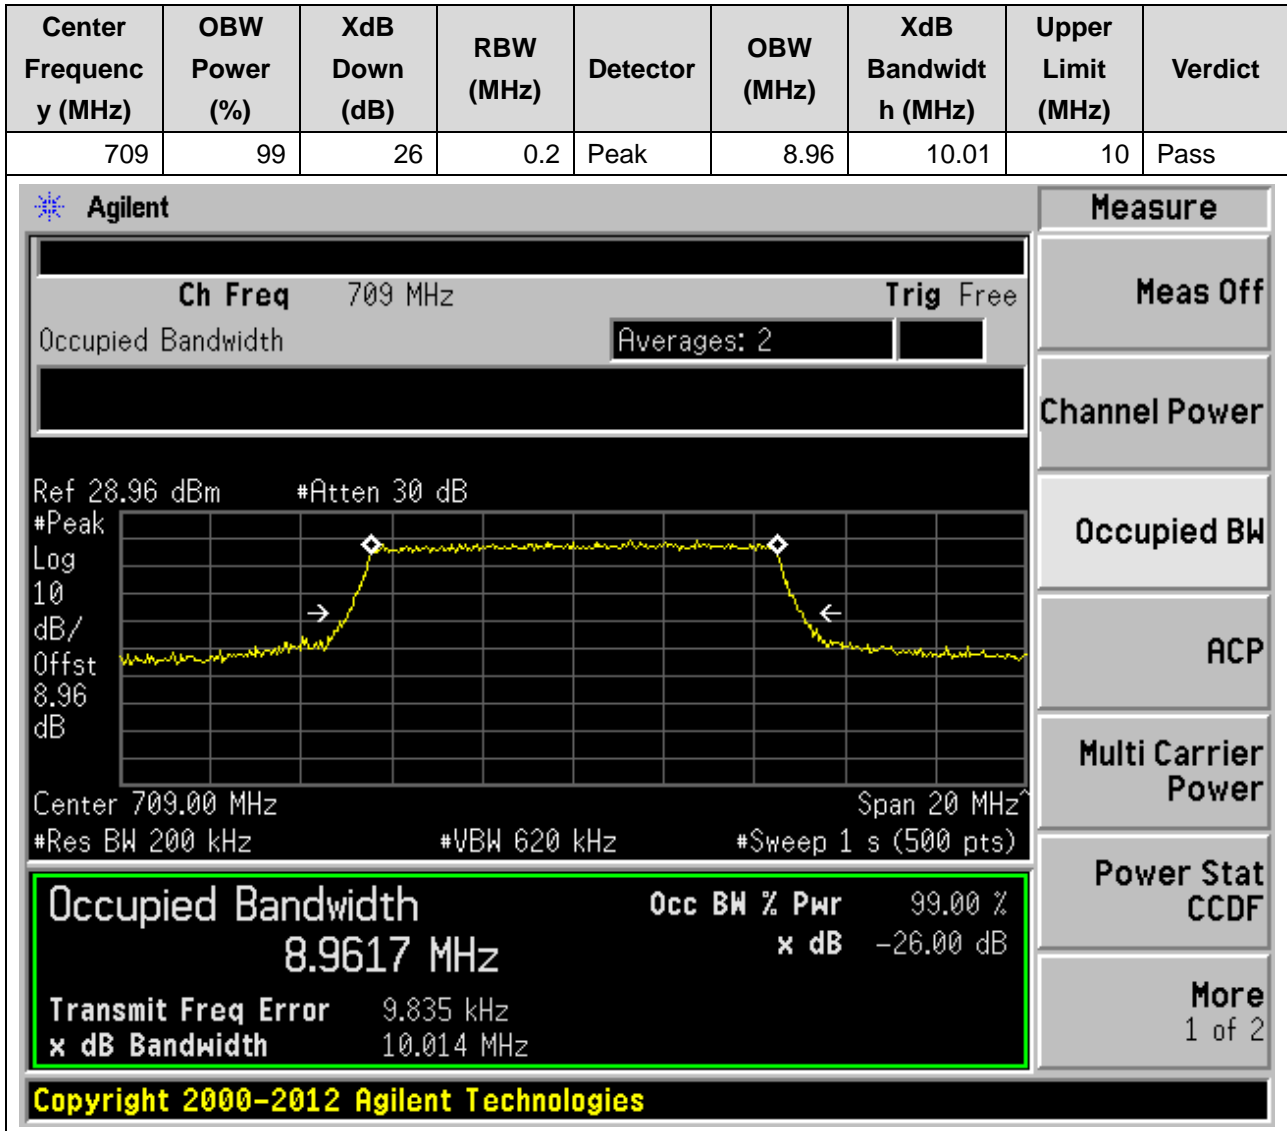 Center Frequency (MHz) OBW Power (%) XdB Down (dB) RBW (MHz) Detector OBW (MHz) XdB Bandwidth (MHz) Upper Limit (MHz) Verdict
709 99 26 0.2 Peak 8.96 10.01 10 Pass
Agilent
Measure
Ch Freq 709 MHz Trig Free
Meas Off
Occupied Bandwidth Averages: 2
Channel Power
Ref 28.96 dBm #Atten 30 dB
#Peak
Log
10
dB/
Offst
8.96
dB
Occupied BW
ACP
Multi Carrier
Power
Center 709.00 MHz Span 20 MHz^
#Res BW 200 kHz #VBW 620 kHz #Sweep 1 s (500 pts)
Power Stat
CCDF
Occupied Bandwidth Occ BW % Pwr 99.00 %
8.9617 MHz x dB -26.00 dB
Transmit Freq Error 9.835 kHz
x dB Bandwidth 10.014 MHz
More
1 of 2
Copyright 2000-2012 Agilent Technologies